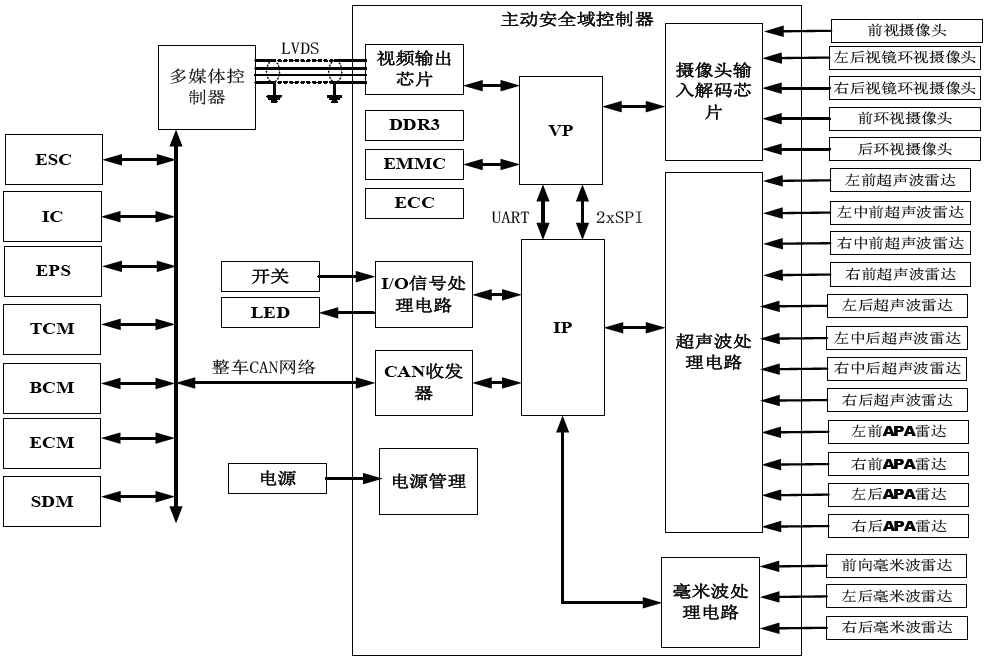 主动安全域控制器
LVDS
多媒体控
制器
ESC
IC
EPS
TCM
BCM
ECM
SDM
视频输出
芯片
DDR3
EMMC
ECC
VP
摄像头输
入解码芯
片
UART
2xSPI
开关
LED
I/O信号处
理电路
IP
整车CAN网络
CAN收发
器
电源
电源管理
超声波处
理电路
毫米波处
理电路
前视摄像头
左后视镜环视摄像头
右后视镜环视摄像头
前环视摄像头
后环视摄像头
左前超声波雷达
左中前超声波雷达
右中前超声波雷达
右前超声波雷达
左后超声波雷达
左中后超声波雷达
右中后超声波雷达
右后超声波雷达
左前APA雷达
右前APA雷达
左后APA雷达
右后APA雷达
前向毫米波雷达
左后毫米波雷达
右后毫米波雷达